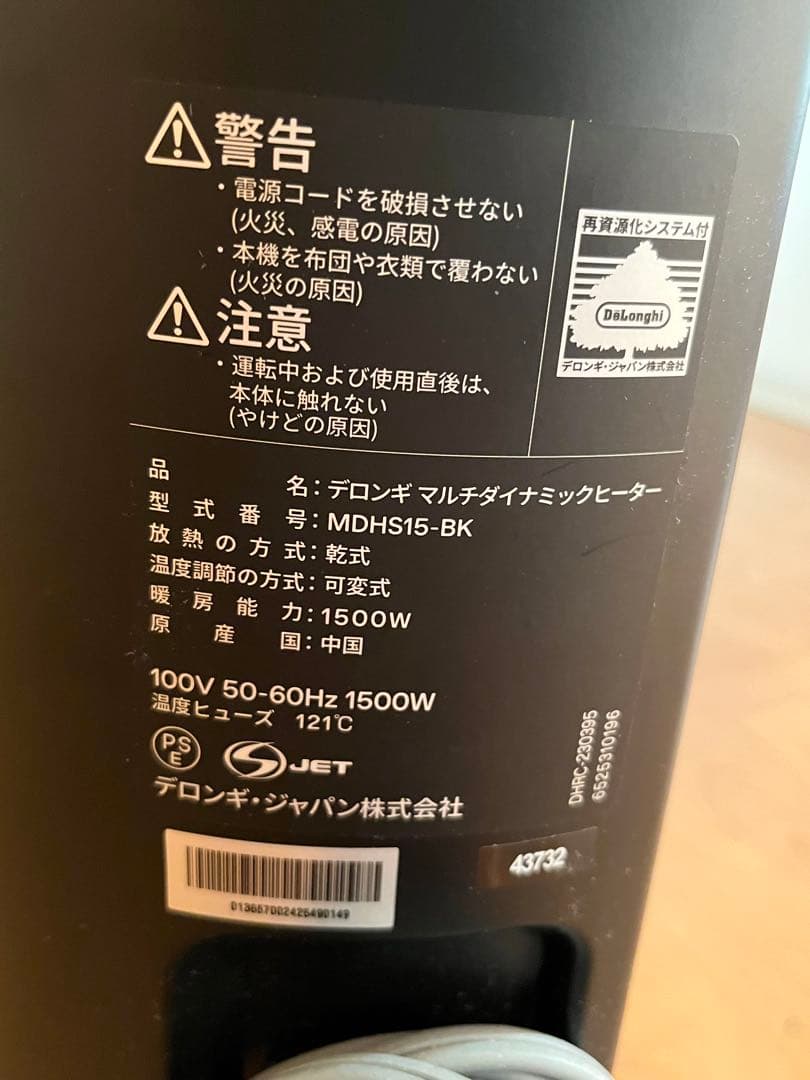 警告
・電源コードを破損させない
(火災、感電の原因)
・本機を布団や衣類で覆わない
(火災の原因)
注意
・運転中および使用直後は、
本体に触れない
(やけどの原因)
再資源化システム付
DeLonghi
デロンギ・ジャパン株式会社
品名：デロンギ マルチダイナミックヒーター
型式番号：MDHS15-BK
放熱の方式：乾式
温度調節の方式：可変式
暖房能力：1500W
原産国：中国
100V 50-60Hz 1500W
温度ヒューズ 121℃
PSE
S JET
デロンギ・ジャパン株式会社
DHRC-230395
6525310196
43732
013657002425490149